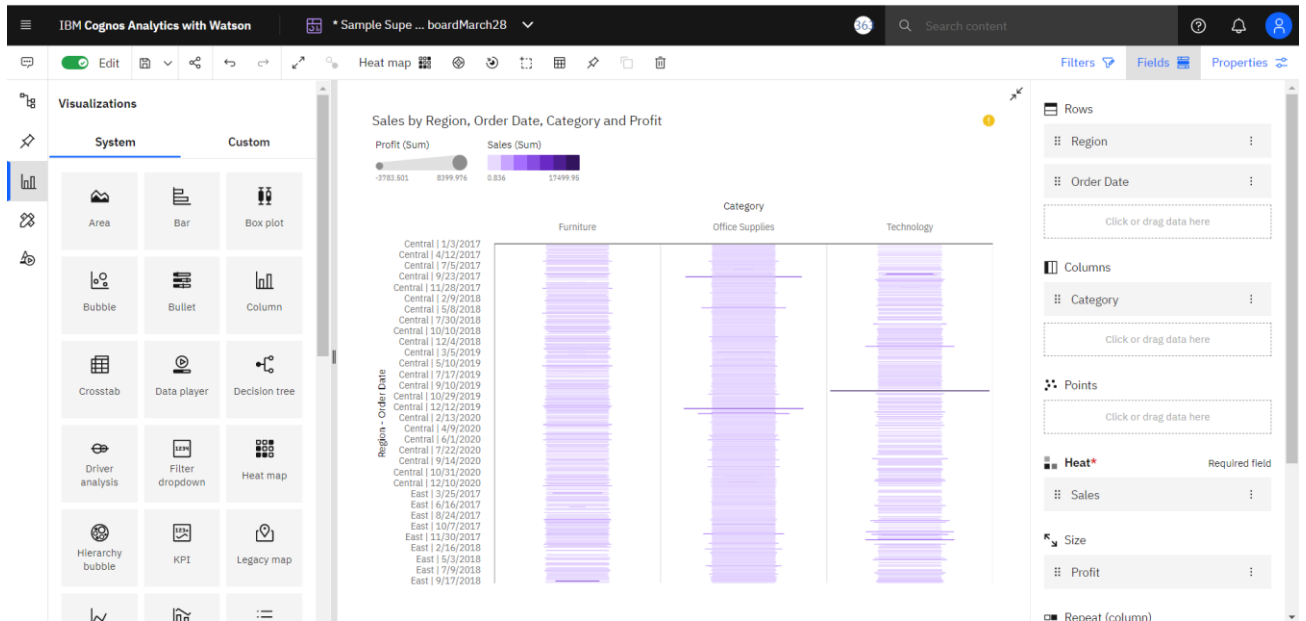 IBM Cognos Analytics with Watson
* Sample Supe ... boardMarch28
363
Search content
Edit
Heat map
Filters
Fields
Properties
Visualizations
System
Custom
Area
Bar
Box plot
Bubble
Bullet
Column
Crosstab
Data player
Decision tree
Driver
analysis
Filter
dropdown
Heat map
Hierarchy
bubble
KPI
Legacy map
Sales by Region, Order Date, Category and Profit
Profit (Sum)
Sales (Sum)
-3783.501
8399.976
0.836
17499.95
Category
Furniture
Office Supplies
Technology
Region - Order Date
Central | 1/3/2017
Central | 4/12/2017
Central | 7/5/2017
Central | 9/23/2017
Central | 11/28/2017
Central | 2/9/2018
Central | 5/8/2018
Central | 7/30/2018
Central | 10/10/2018
Central | 12/4/2018
Central | 3/5/2019
Central | 5/10/2019
Central | 7/17/2019
Central | 9/10/2019
Central | 10/29/2019
Central | 12/12/2019
Central | 2/13/2020
Central | 4/9/2020
Central | 6/1/2020
Central | 7/22/2020
Central | 9/14/2020
Central | 10/31/2020
Central | 12/10/2020
East | 3/25/2017
East | 6/16/2017
East | 8/24/2017
East | 10/7/2017
East | 11/30/2017
East | 2/16/2018
East | 5/3/2018
East | 7/9/2018
East | 9/17/2018
Rows
Region
Order Date
Click or drag data here
Columns
Category
Click or drag data here
Points
Click or drag data here
Heat*
Required field
Sales
Size
Profit
Repeat (column)